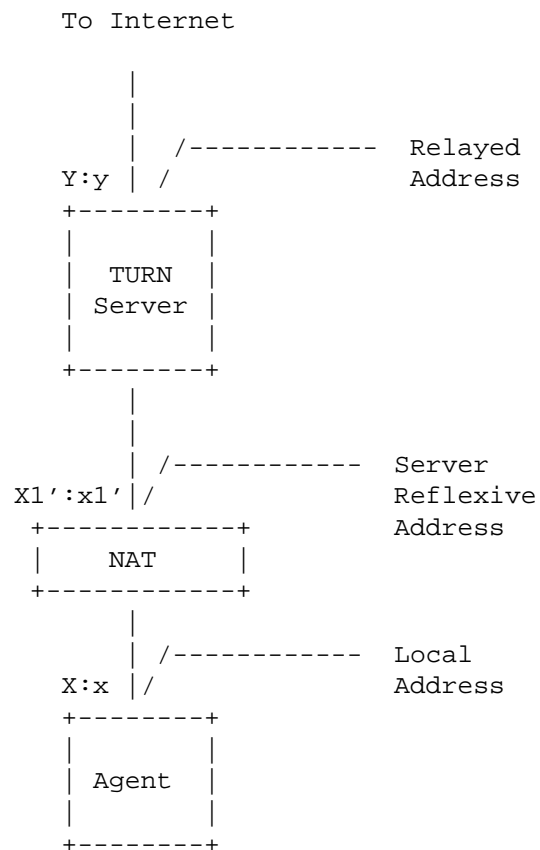 To Internet
/------------ Relayed
Y:y | / Address
TURN
Server
/------------ Server
X1':x1'|/ Reflexive
Address
NAT
/------------ Local
X:x |/ Address
Agent